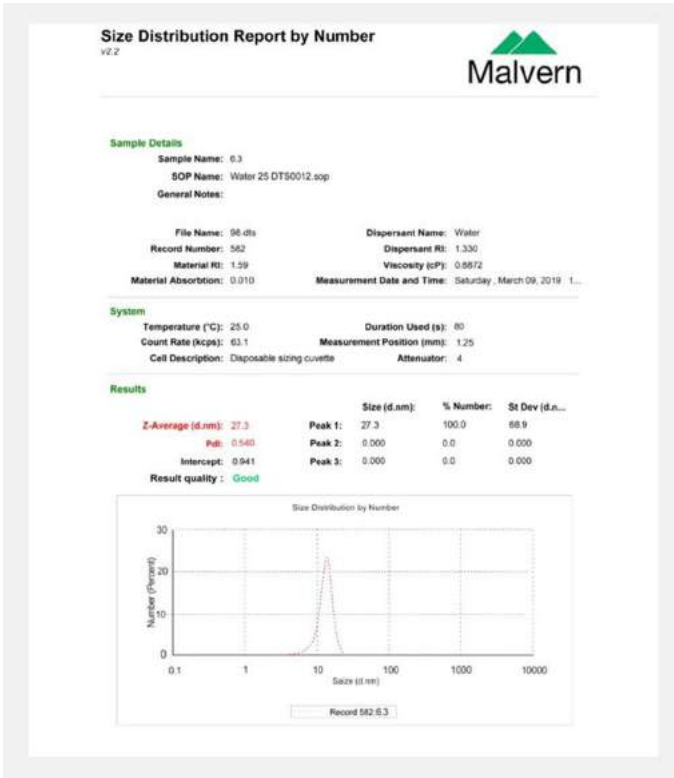 Size Distribution Report by Number
v2.2
Malvern
Sample Details
Sample Name: 6.3
SOP Name: Water 25 DTS0012.sop
General Notes:
File Name: 98.dts Dispersant Name: Water
Record Number: 582 Dispersant RI: 1.330
Material RI: 1.59 Viscosity (cP): 0.8872
Material Absorbtion: 0.010 Measurement Date and Time: Saturday , March 09, 2019 1...
System
Temperature (°C): 25.0 Duration Used (s): 80
Count Rate (kcps): 63.1 Measurement Position (mm): 1.25
Cell Description: Disposable sizing cuvette Attenuator: 4
Results
Size (d.nm): % Number: St Dev (d.n...
Z-Average (d.nm): 27.3 Peak 1: 27.3 100.0 68.9
PdI: 0.540 Peak 2: 0.000 0.0 0.000
Intercept: 0.941 Peak 3: 0.000 0.0 0.000
Result quality : Good
Size Distribution by Number
Number (Percent)
30
20
10
0
0.1 1 10 100 1000 10000
Saize (d.nm)
Record 582:6.3